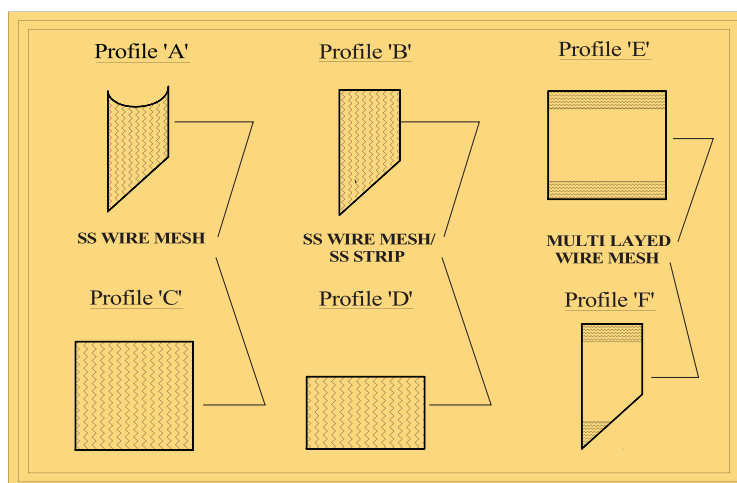 Profile 'A'
Profile 'B'
Profile 'E'
SS WIRE MESH
SS WIRE MESH/
SS STRIP
MULTI LAYED
WIRE MESH
Profile 'C'
Profile 'D'
Profile 'F'